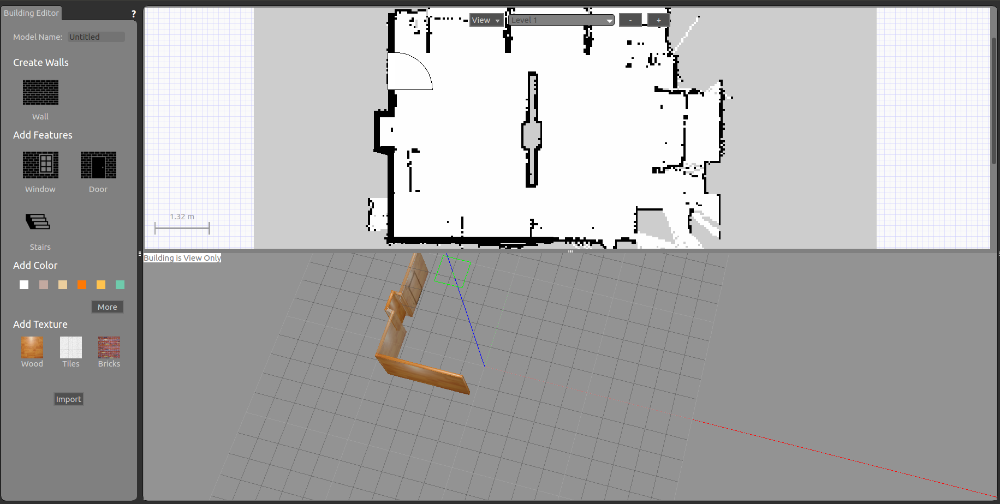 Building Editor
?
Model Name: Untitled
Create Walls
Wall
Add Features
Window
Door
Stairs
Add Color
More
Add Texture
Wood
Tiles
Bricks
Import
View
Level 1
-
+
1.32 m
Building is View Only